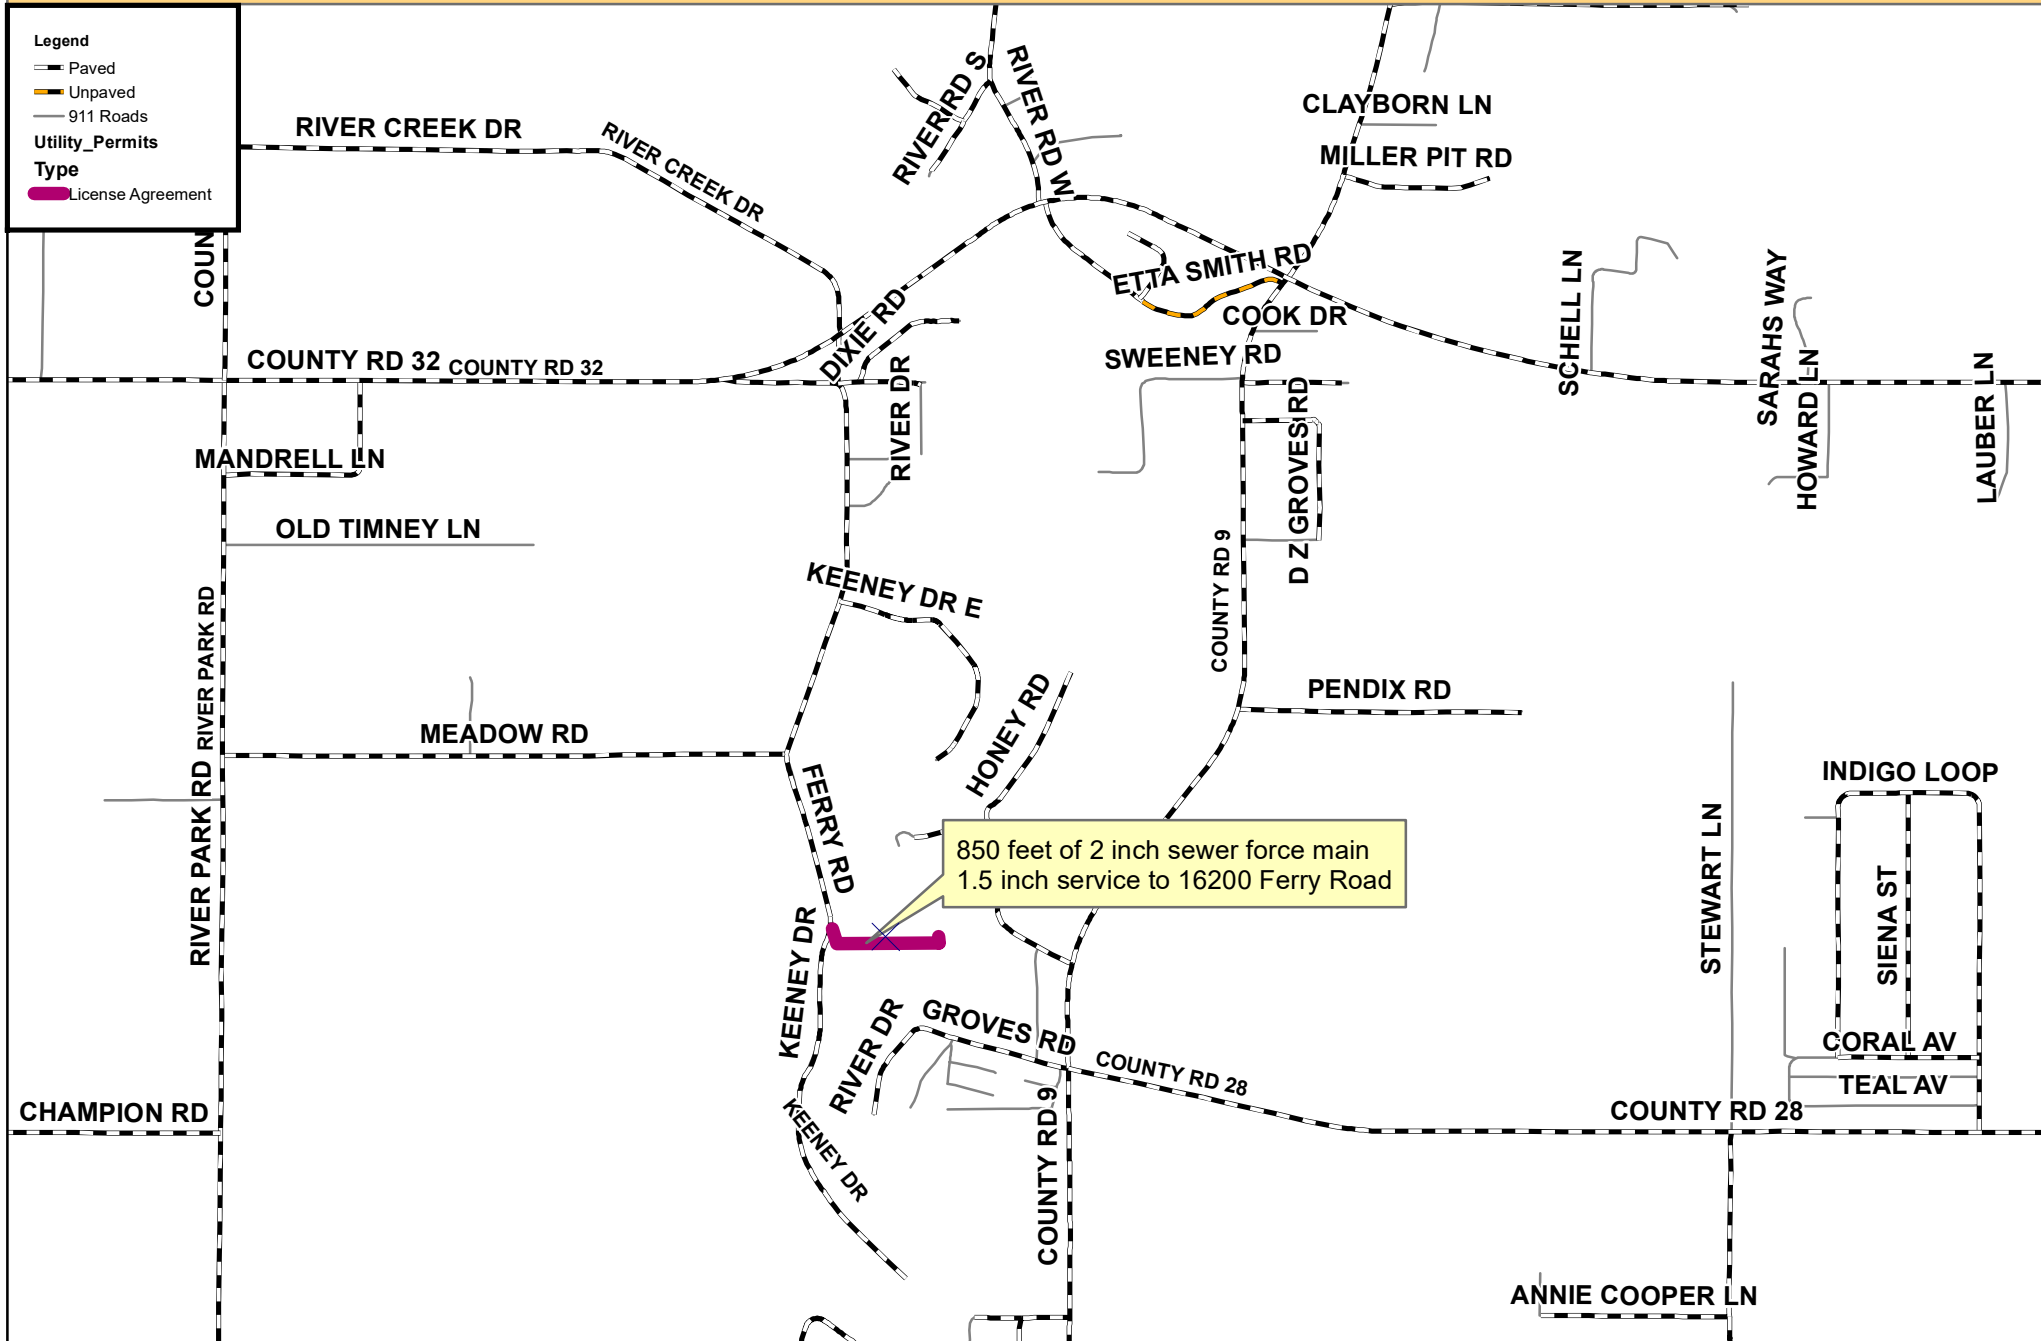 Legend
Paved
Unpaved
911 Roads
Utility_Permits
Type
License Agreement
RIVER RD S
RIVER RD W
CLAYBORN LN
MILLER PIT RD
RIVER CREEK DR
RIVER CREEK DR
COUN
ETTA SMITH RD
COOK DR
SCHELL LN
SARAHS WAY
DIXIE RD
COUNTY RD 32
COUNTY RD 32
SWEENEY RD
RIVER DR
D Z GROVES RD
HOWARD LN
LAUBER LN
MANDRELL LN
OLD TIMNEY LN
KEENEY DR E
COUNTY RD 9
RIVER PARK RD
HONEY RD
PENDIX RD
MEADOW RD
FERRY RD
INDIGO LOOP
RIVER PARK RD
850 feet of 2 inch sewer force main
1.5 inch service to 16200 Ferry Road
STEWART LN
SIENA ST
KEENEY DR
RIVER DR
GROVES RD
COUNTY RD 28
CORAL AV
TEAL AV
CHAMPION RD
KEENEY DR
COUNTY RD 9
COUNTY RD 28
ANNIE COOPER LN